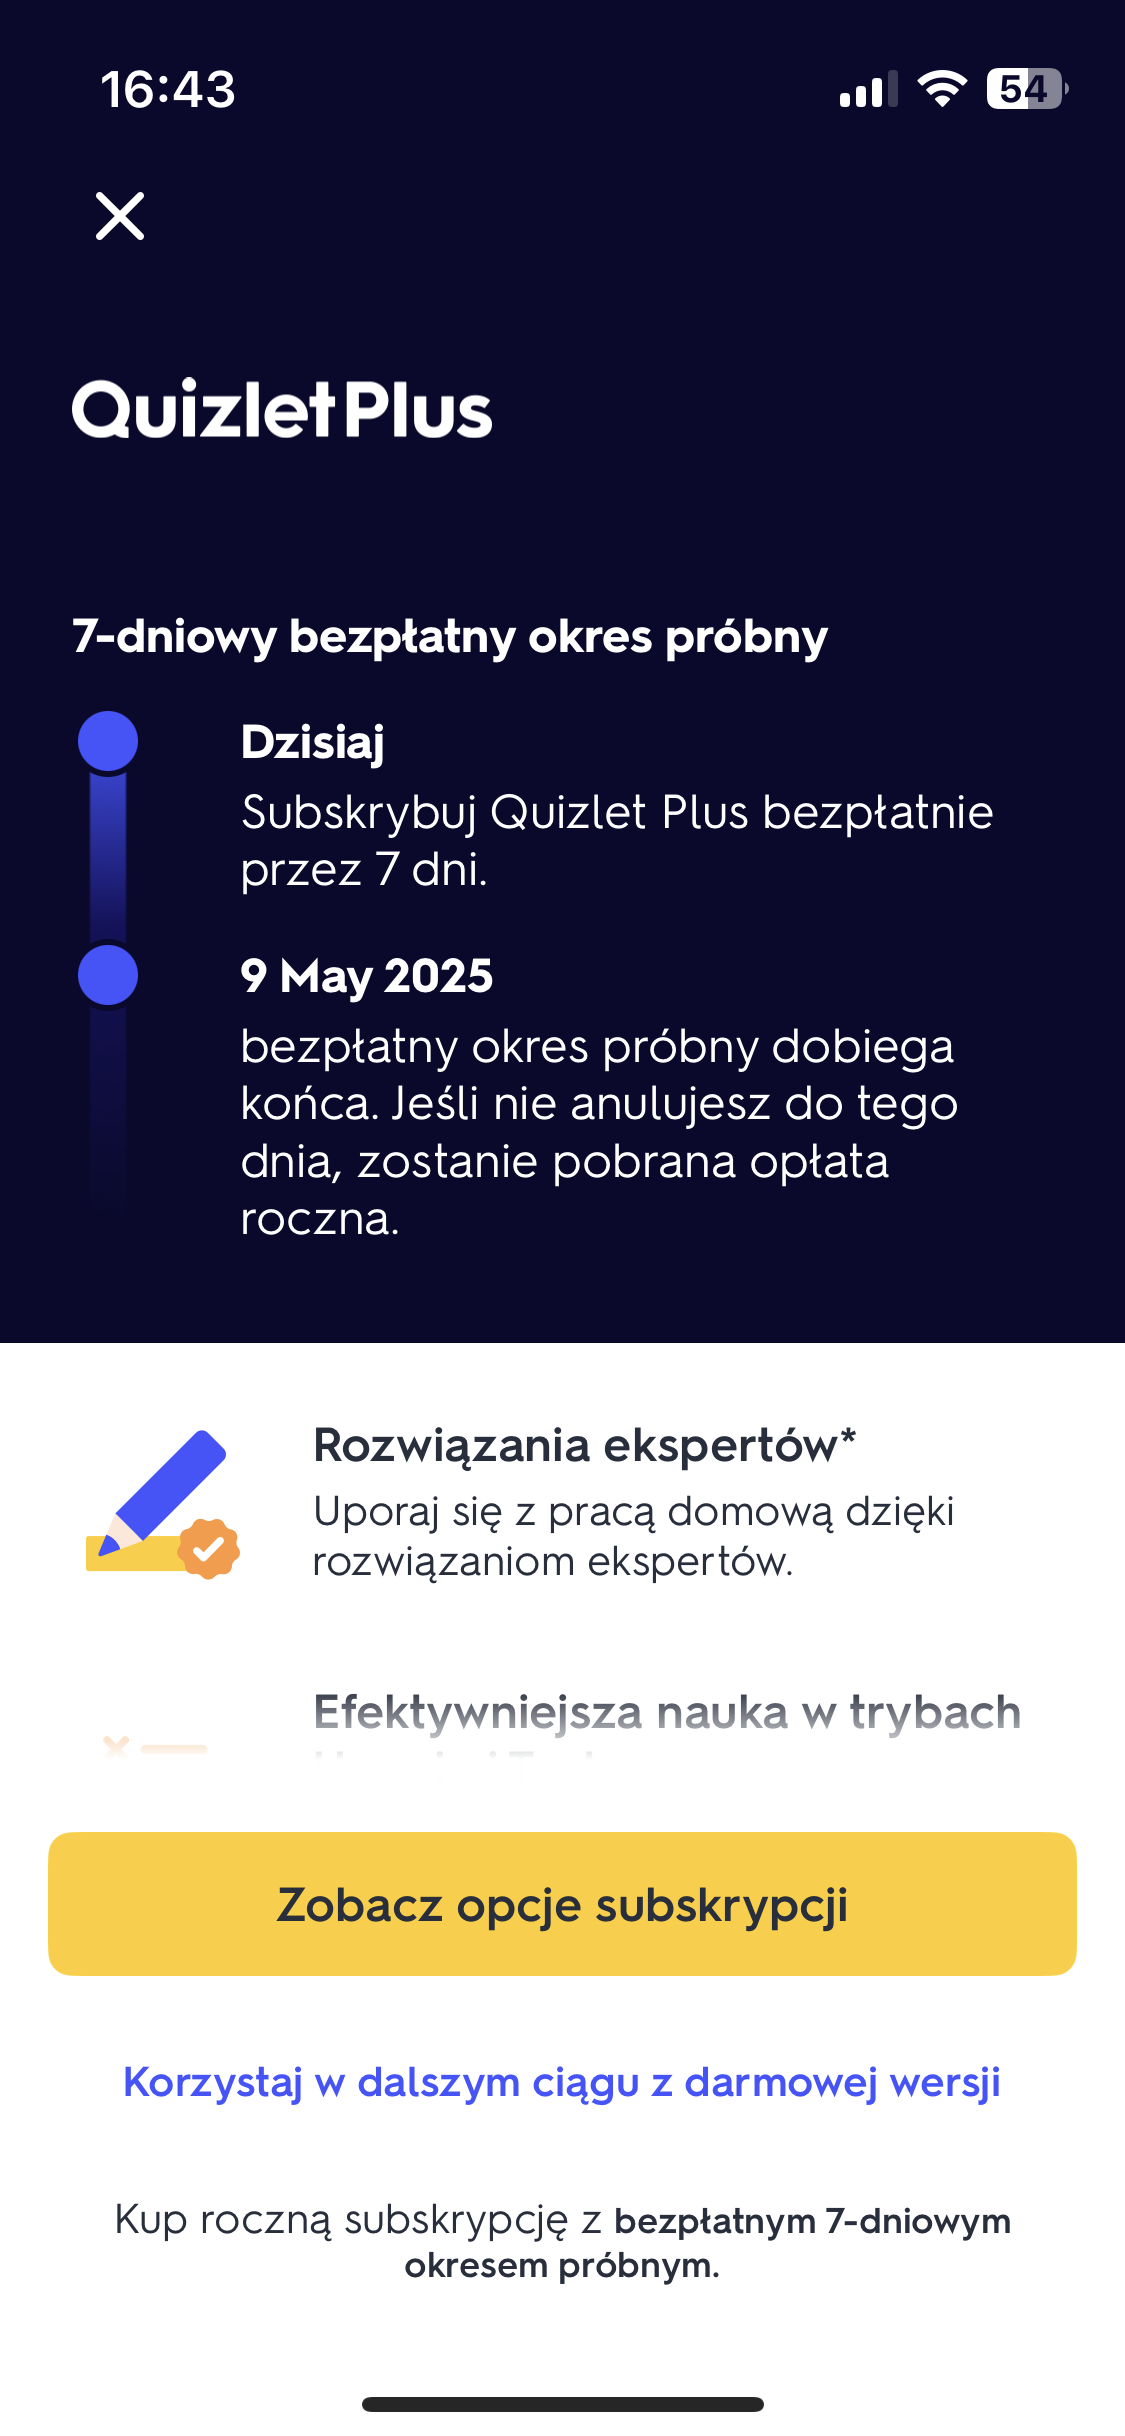 16:43
54
Quizlet Plus
7-dniowy bezpłatny okres próbny
Dzisiaj
Subskrybuj Quizlet Plus bezpłatnie
przez 7 dni.
9 May 2025
bezpłatny okres próbny dobiega
końca. Jeśli nie anulujesz do tego
dnia, zostanie pobrana opłata
roczna.
Rozwiązania ekspertów*
Uporaj się z pracą domową dzięki
rozwiązaniom ekspertów.
Efektywniejsza nauka w trybach
Zobacz opcje subskrypcji
Korzystaj w dalszym ciągu z darmowej wersji
Kup roczną subskrypcję z bezpłatnym 7-dniowym
okresem próbnym.